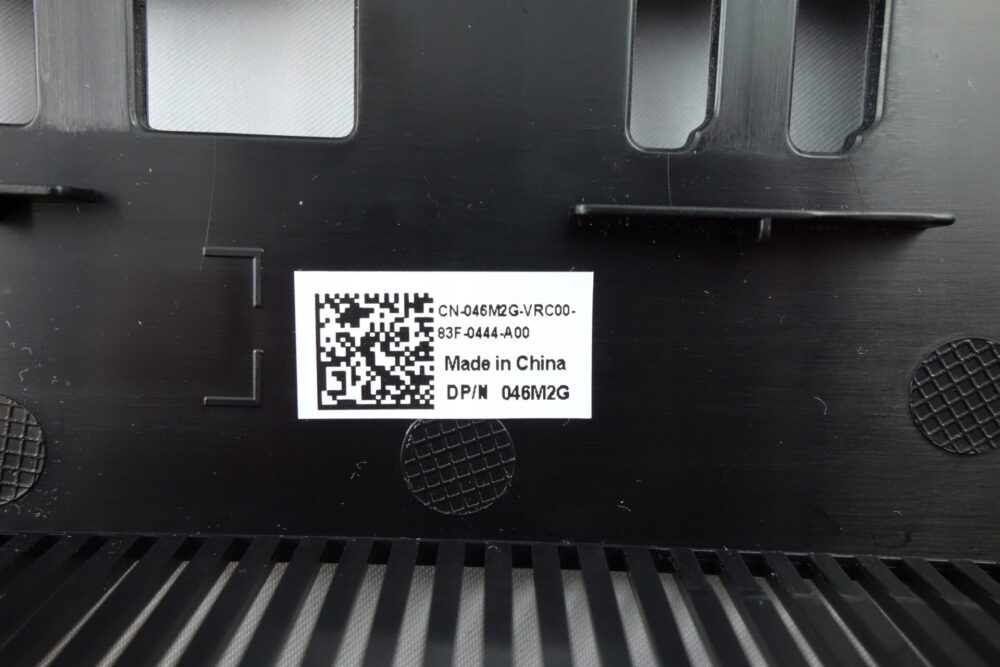 CN-046M2G-VRC00-
83F-0444-A00
Made in China
DP/N 046M2G